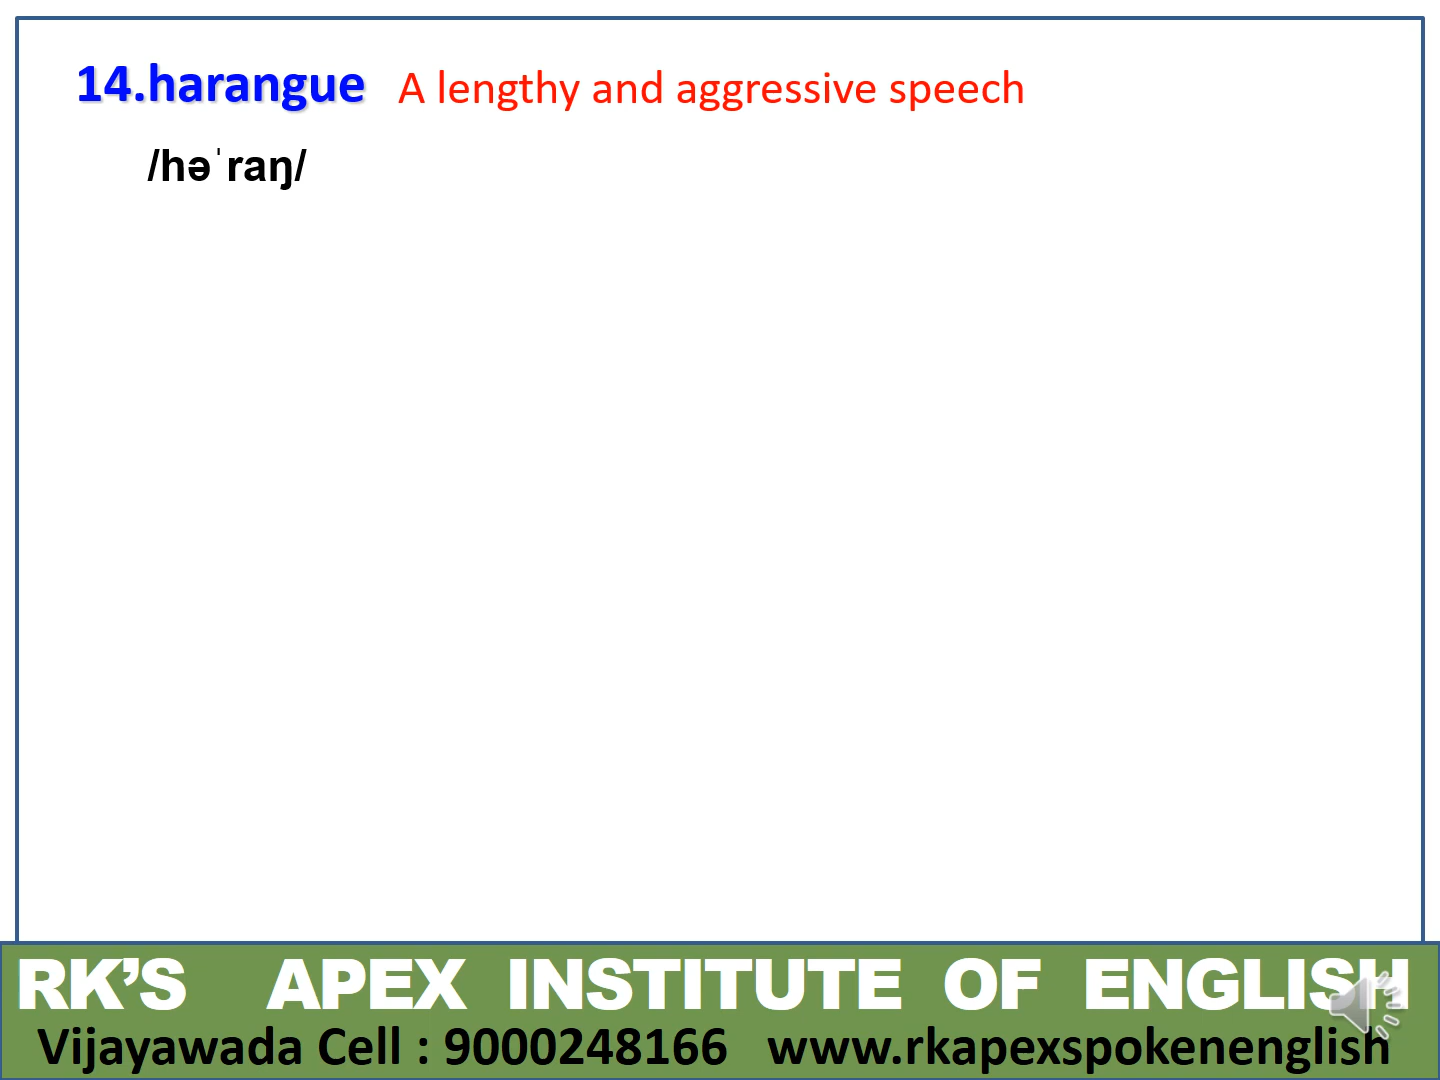 14.harangue A lengthy and aggressive speech
/həˈraŋ/
RK’S APEX INSTITUTE OF ENGLISH
Vijayawada Cell : 9000248166 www.rkapexspokenenglish